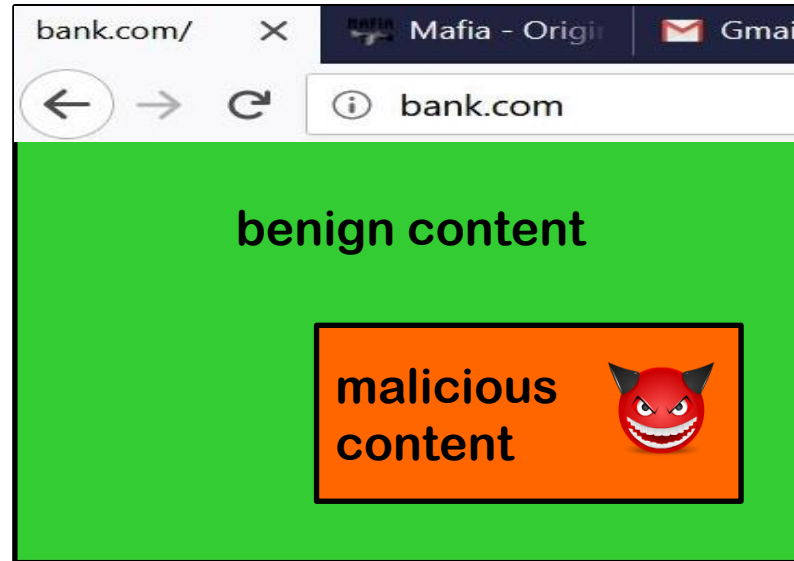 bank.com/
Mafia - Origi
Gmai
bank.com
benign content
malicious
content